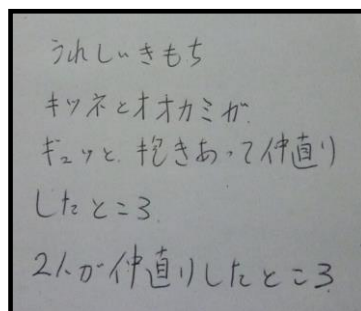 うれしいきもち
キツネとオオカミが
ギュッと抱きあって仲直り
したところ
2人が仲直りしたところ